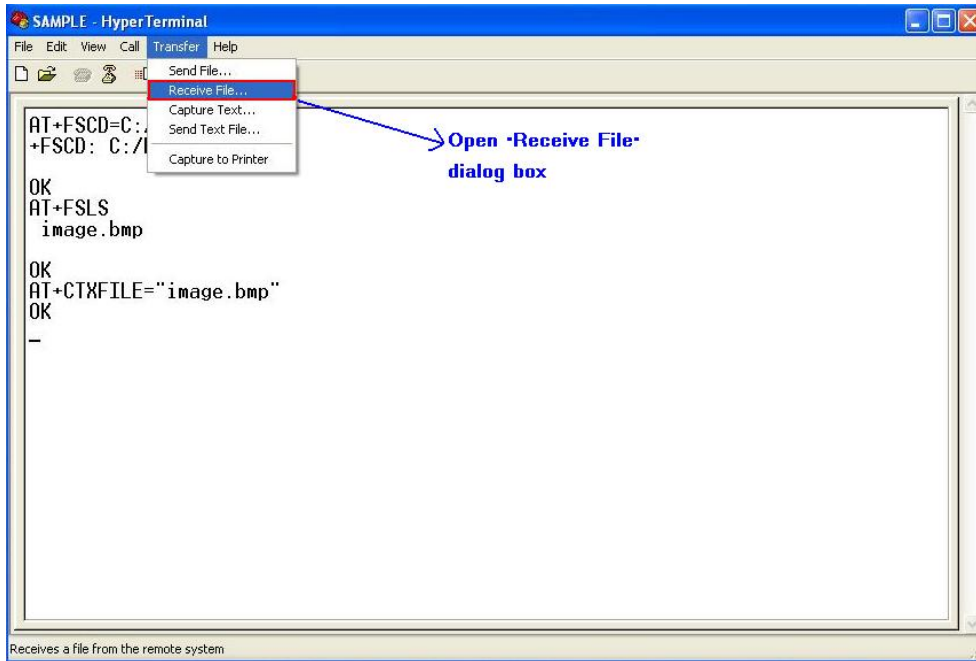 SAMPLE - HyperTerminal
File Edit View Call Transfer Help
Send File...
Receive File...
Capture Text...
Send Text File...
Capture to Printer
AT+FSCD=C:/
+FSCD: C:/
OK
AT+FSLS
image.bmp
OK
AT+CTXFILE="image.bmp"
OK
Open -Receive File-
dialog box
Receives a file from the remote system